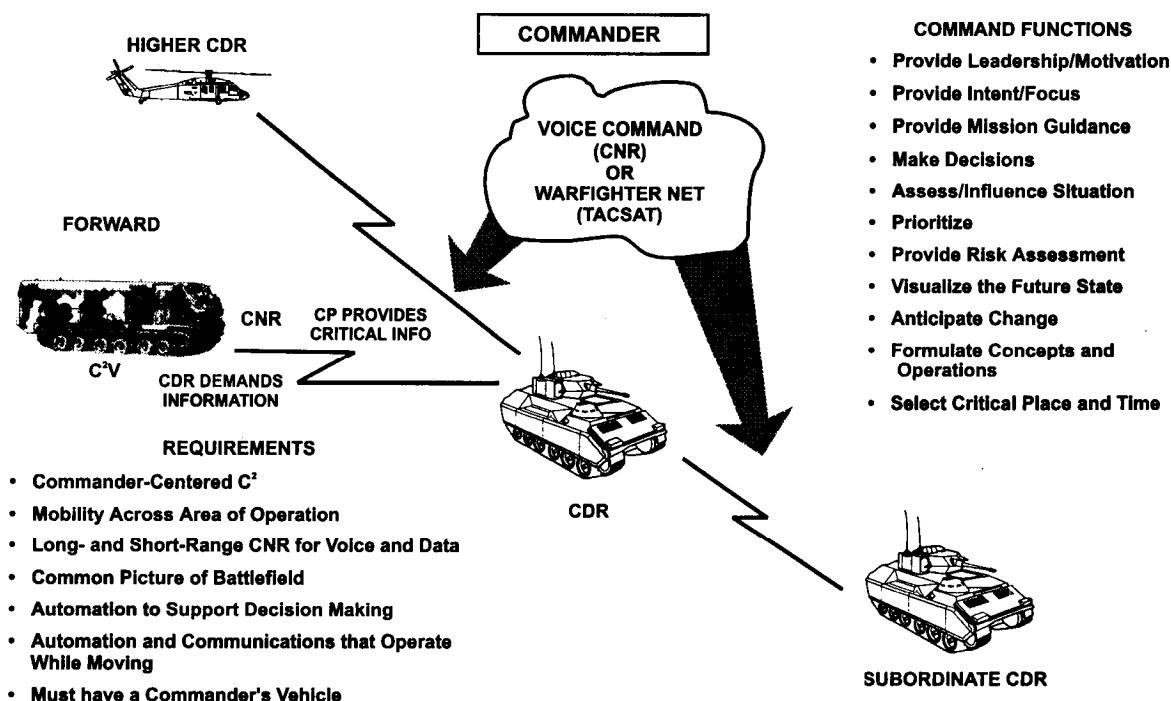 COMMANDER
HIGHER CDR
VOICE COMMAND
(CNR)
OR
WARFIGHTER NET
(TACSAT)
FORWARD
C²V
CNR
CP PROVIDES
CRITICAL INFO
CDR DEMANDS
INFORMATION
CDR
SUBORDINATE CDR
REQUIREMENTS
• Commander-Centered C²
• Mobility Across Area of Operation
• Long- and Short-Range CNR for Voice and Data
• Common Picture of Battlefield
• Automation to Support Decision Making
• Automation and Communications that Operate
While Moving
• Must have a Commander's Vehicle
COMMAND FUNCTIONS
• Provide Leadership/Motivation
• Provide Intent/Focus
• Provide Mission Guidance
• Make Decisions
• Assess/Influence Situation
• Prioritize
• Provide Risk Assessment
• Visualize the Future State
• Anticipate Change
• Formulate Concepts and
Operations
• Select Critical Place and Time